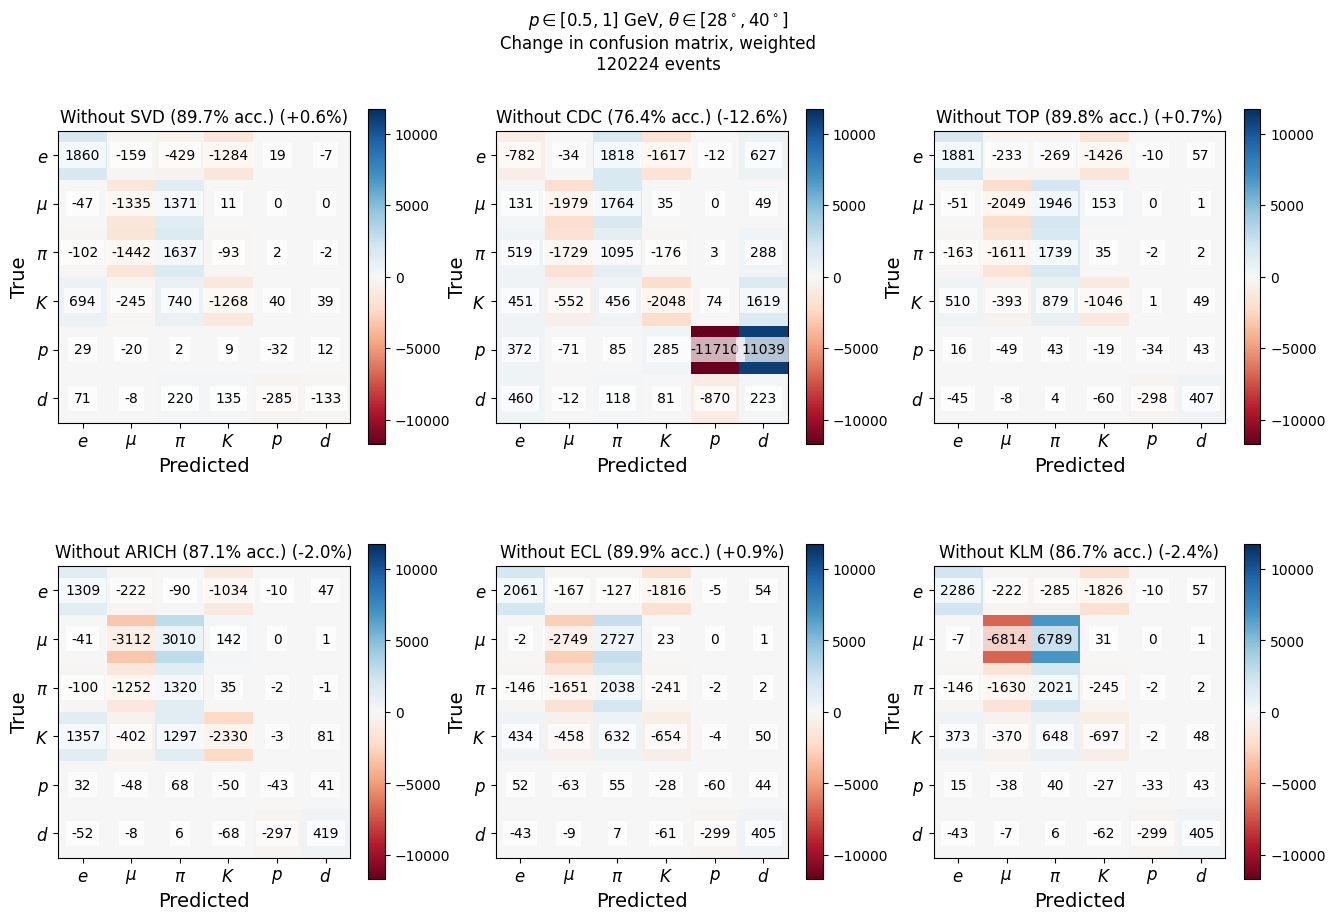 p ∈ [0.5, 1] GeV, θ ∈ [28°, 40°]
Change in confusion matrix, weighted
120224 events
Without SVD (89.7% acc.) (+0.6%)
True
e 1860 -159 -429 -1284 19 -7
μ -47 -1335 1371 11 0 0
π -102 -1442 1637 -93 2 -2
K 694 -245 740 -1268 40 39
p 29 -20 2 9 -32 12
d 71 -8 220 135 -285 -133
e μ π K p d
Predicted
10000
5000
0
−5000
−10000
Without CDC (76.4% acc.) (-12.6%)
True
e -782 -34 1818 -1617 -12 627
μ 131 -1979 1764 35 0 49
π 519 -1729 1095 -176 3 288
K 451 -552 456 -2048 74 1619
p 372 -71 85 285 -11710 11039
d 460 -12 118 81 -870 223
e μ π K p d
Predicted
10000
5000
0
−5000
−10000
Without TOP (89.8% acc.) (+0.7%)
True
e 1881 -233 -269 -1426 -10 57
μ -51 -2049 1946 153 0 1
π -163 -1611 1739 35 -2 2
K 510 -393 879 -1046 1 49
p 16 -49 43 -19 -34 43
d -45 -8 4 -60 -298 407
e μ π K p d
Predicted
10000
5000
0
−5000
−10000
Without ARICH (87.1% acc.) (-2.0%)
True
e 1309 -222 -90 -1034 -10 47
μ -41 -3112 3010 142 0 1
π -100 -1252 1320 35 -2 -1
K 1357 -402 1297 -2330 -3 81
p 32 -48 68 -50 -43 41
d -52 -8 6 -68 -297 419
e μ π K p d
Predicted
10000
5000
0
−5000
−10000
Without ECL (89.9% acc.) (+0.9%)
True
e 2061 -167 -127 -1816 -5 54
μ -2 -2749 2727 23 0 1
π -146 -1651 2038 -241 -2 2
K 434 -458 632 -654 -4 50
p 52 -63 55 -28 -60 44
d -43 -9 7 -61 -299 405
e μ π K p d
Predicted
10000
5000
0
−5000
−10000
Without KLM (86.7% acc.) (-2.4%)
True
e 2286 -222 -285 -1826 -10 57
μ -7 -6814 6789 31 0 1
π -146 -1630 2021 -245 -2 2
K 373 -370 648 -697 -2 48
p 15 -38 40 -27 -33 43
d -43 -7 6 -62 -299 405
e μ π K p d
Predicted
10000
5000
0
−5000
−10000